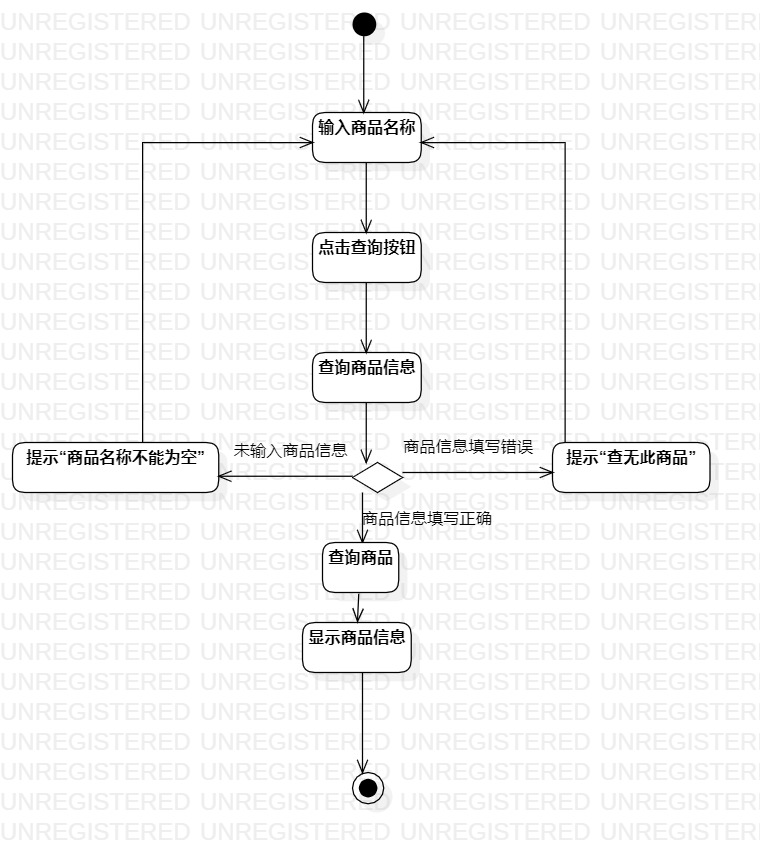 输入商品名称
点击查询按钮
查询商品信息
未输入商品信息
商品信息填写错误
提示“商品名称不能为空”
提示“查无此商品”
商品信息填写正确
查询商品
显示商品信息
UNREGISTERED